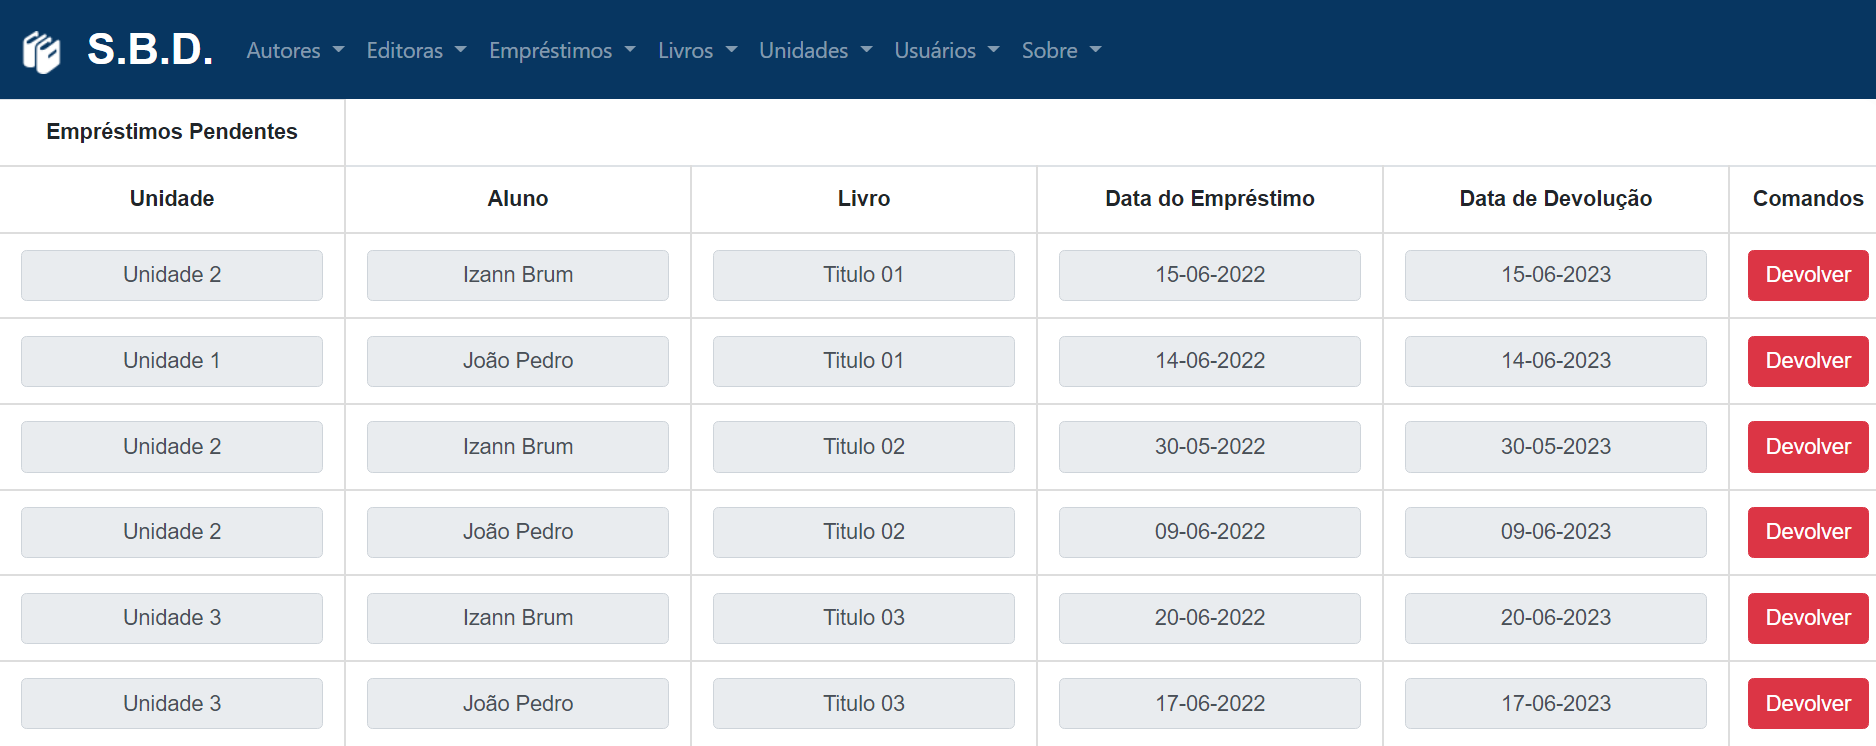 S.B.D. Autores Editoras Empréstimos Livros Unidades Usuários Sobre
Empréstimos Pendentes
Unidade Aluno Livro Data do Empréstimo Data de Devolução Comandos
Unidade 2 Izann Brum Titulo 01 15-06-2022 15-06-2023 Devolver
Unidade 1 João Pedro Titulo 01 14-06-2022 14-06-2023 Devolver
Unidade 2 Izann Brum Titulo 02 30-05-2022 30-05-2023 Devolver
Unidade 2 João Pedro Titulo 02 09-06-2022 09-06-2023 Devolver
Unidade 3 Izann Brum Titulo 03 20-06-2022 20-06-2023 Devolver
Unidade 3 João Pedro Titulo 03 17-06-2022 17-06-2023 Devolver